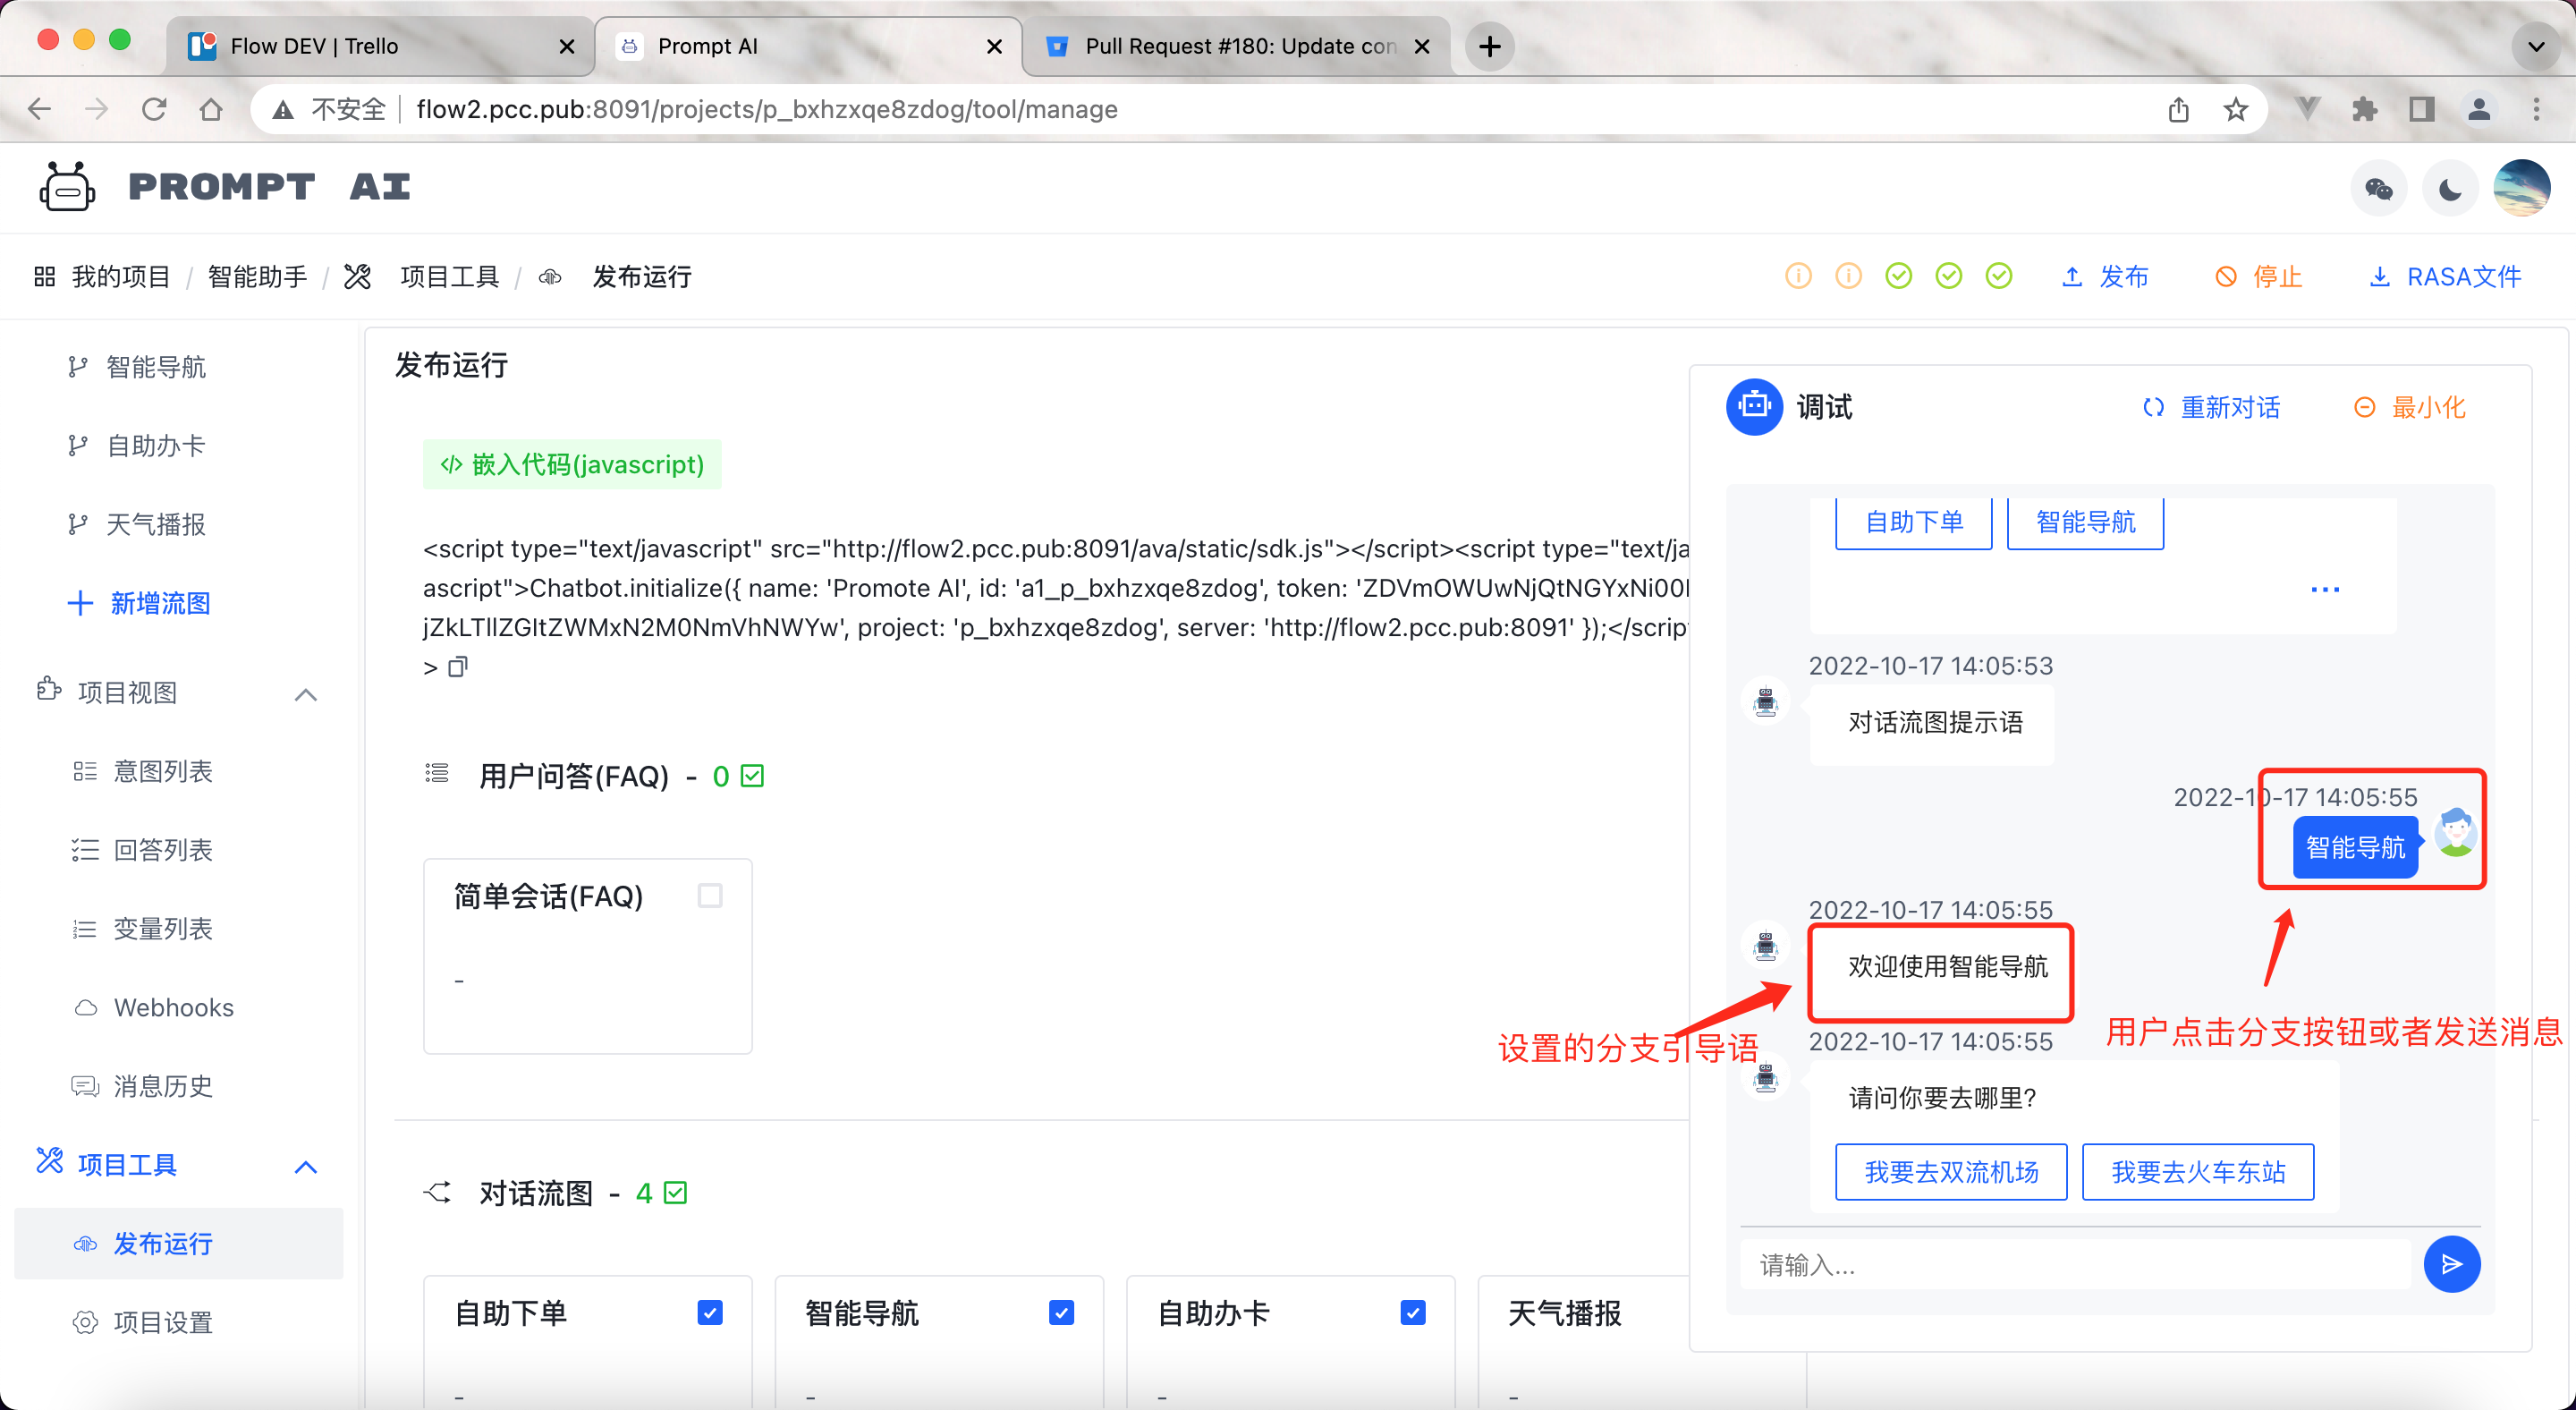 Flow DEV | Trello
Prompt AI
Pull Request #180: Update con
不安全 flow2.pcc.pub:8091/projects/p_bxhzxqe8zdog/tool/manage
PROMPT AI
我的项目 / 智能助手 / 项目工具 / 发布运行
发布
停止
RASA文件
智能导航
自助办卡
天气播报
新增流图
项目视图
意图列表
回答列表
变量列表
Webhooks
消息历史
项目工具
发布运行
项目设置
发布运行
</> 嵌入代码(javascript)
<script type="text/javascript" src="http://flow2.pcc.pub:8091/ava/static/sdk.js"></script><script type="text/ja
ascript">Chatbot.initialize({ name: 'Promote AI', id: 'a1_p_bxhzxqe8zdog', token: 'ZDVmOWUwNjQtNGYxNi00
jZkLTllZGItZWMxN2M0NmVhNWYw', project: 'p_bxhzxqe8zdog', server: 'http://flow2.pcc.pub:8091' });</script
>
用户问答(FAQ) - 0
简单会话(FAQ)
-
对话流图 - 4
自助下单
-
智能导航
-
自助办卡
-
天气播报
-
调试
重新对话
最小化
自助下单
智能导航
...
2022-10-17 14:05:53
对话流图提示语
2022-10-17 14:05:55
智能导航
2022-10-17 14:05:55
欢迎使用智能导航
设置的分支引导语
用户点击分支按钮或者发送消息
2022-10-17 14:05:55
请问你要去哪里?
我要去双流机场
我要去火车东站
请输入...